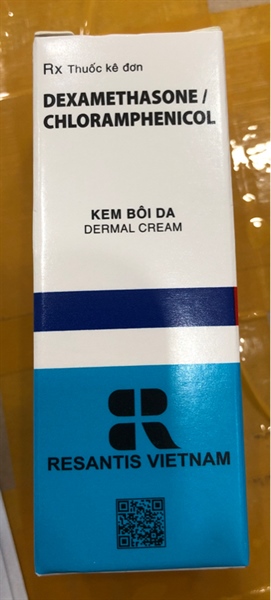 Rx Thuốc kê đơn
DEXAMETHASONE /
CHLORAMPHENICOL
KEM BÔI DA
DERMAL CREAM
RESANTIS VIETNAM